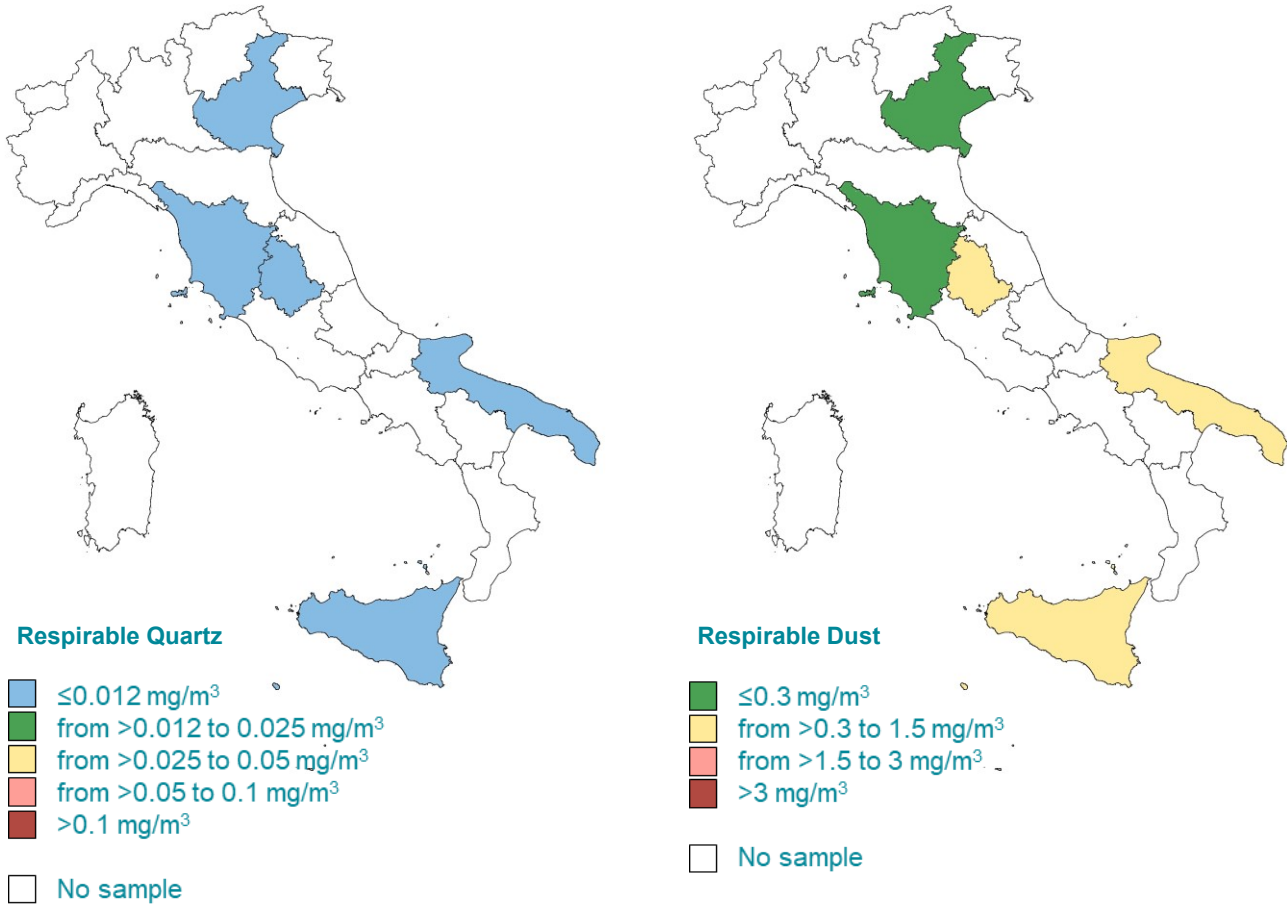 Respirable Quartz
≤0.012 mg/m³
from >0.012 to 0.025 mg/m³
from >0.025 to 0.05 mg/m³
from >0.05 to 0.1 mg/m³
>0.1 mg/m³
No sample
Respirable Dust
≤0.3 mg/m³
from >0.3 to 1.5 mg/m³
from >1.5 to 3 mg/m³
>3 mg/m³
No sample